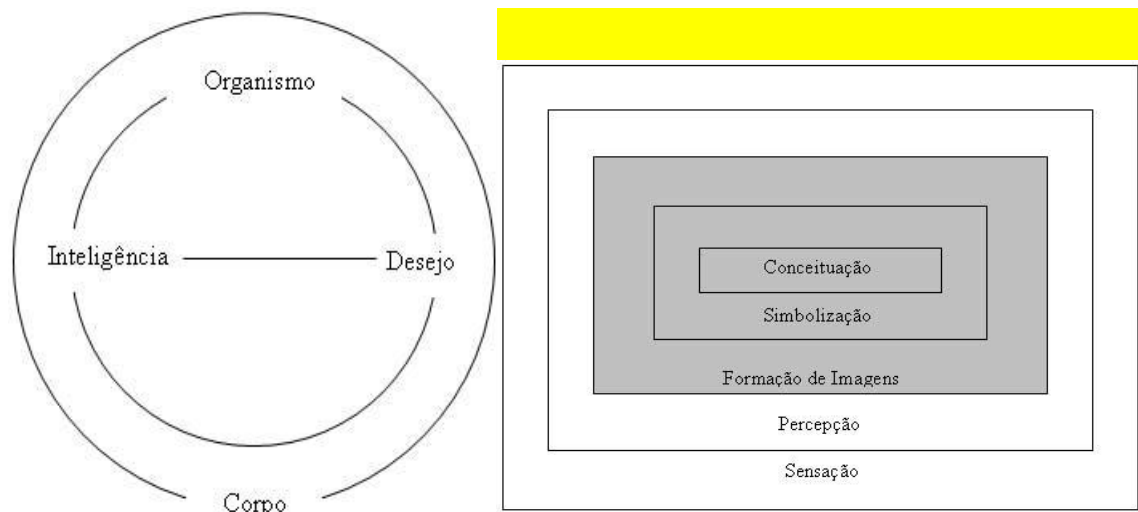 Organismo
Inteligência
Desejo
Corpo
Conceituação
Simbolização
Formação de Imagens
Percepção
Sensação